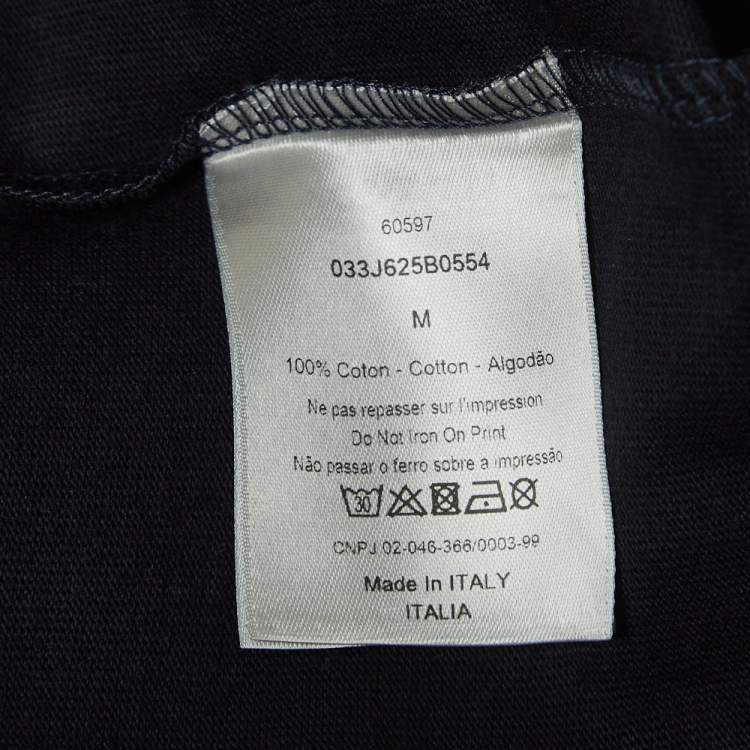 60597
033J625B0554
M
100% Coton - Cotton - Algodão
Ne pas repasser sur l'impression
Do Not Iron On Print
Não passar o ferro sobre a impressão
30
CNPJ 02-046-366/0003-99
Made In ITALY
ITALIA